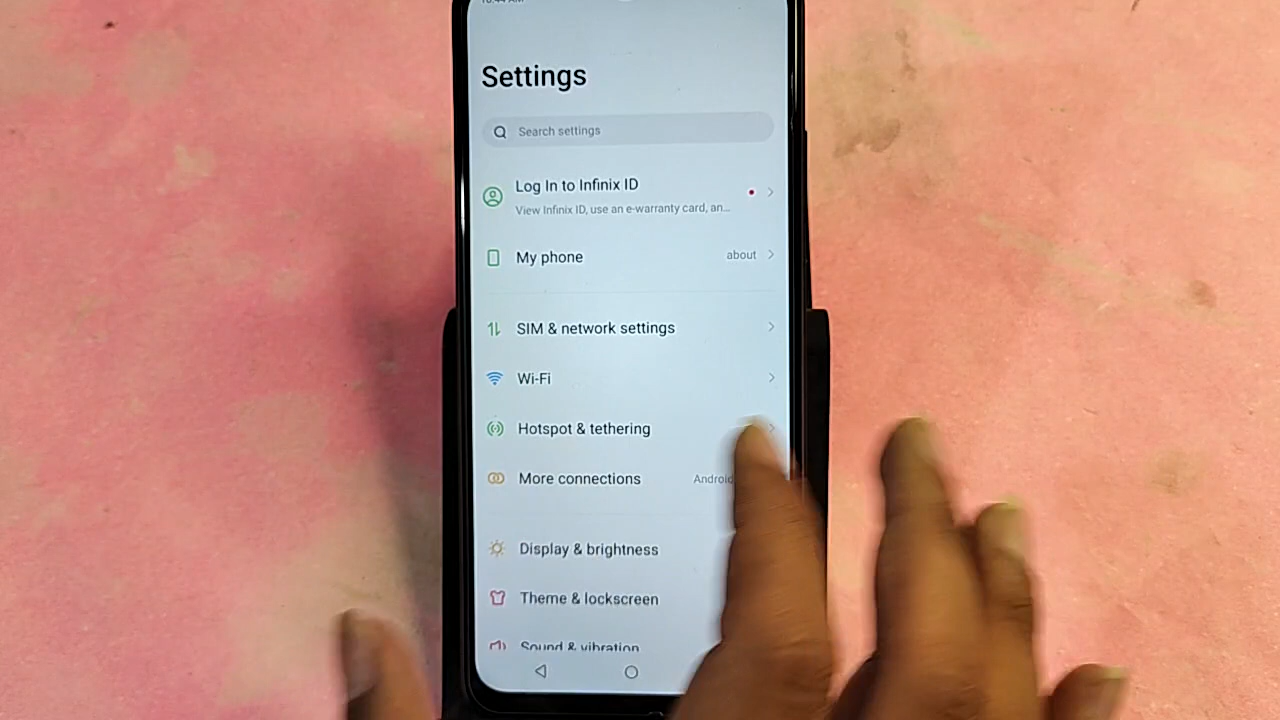 Settings
Search settings
Log In to Infinix ID
View Infinix ID, use an e-warranty card, an...
My phone
about
SIM & network settings
Wi-Fi
Hotspot & tethering
More connections
Display & brightness
Theme & lockscreen
Sound & vibration